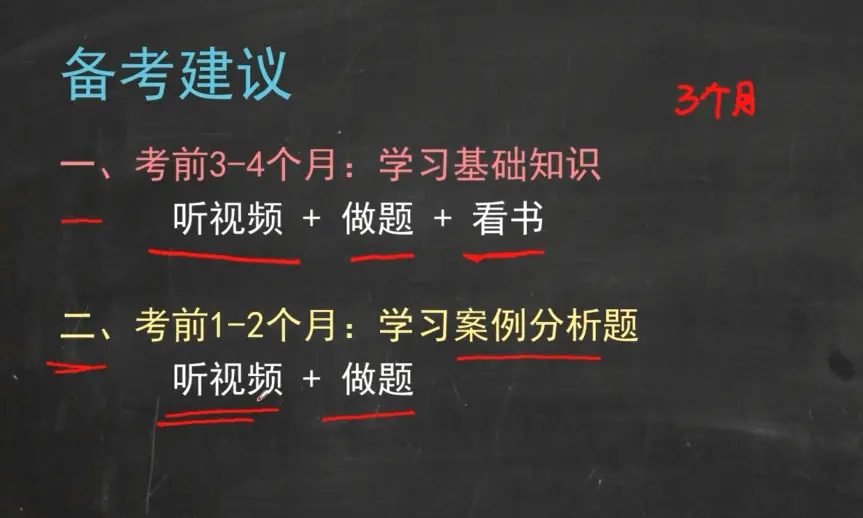 备考建议
3个月
一、考前3-4个月：学习基础知识
听视频 + 做题 + 看书
二、考前1-2个月：学习案例分析题
听视频 + 做题